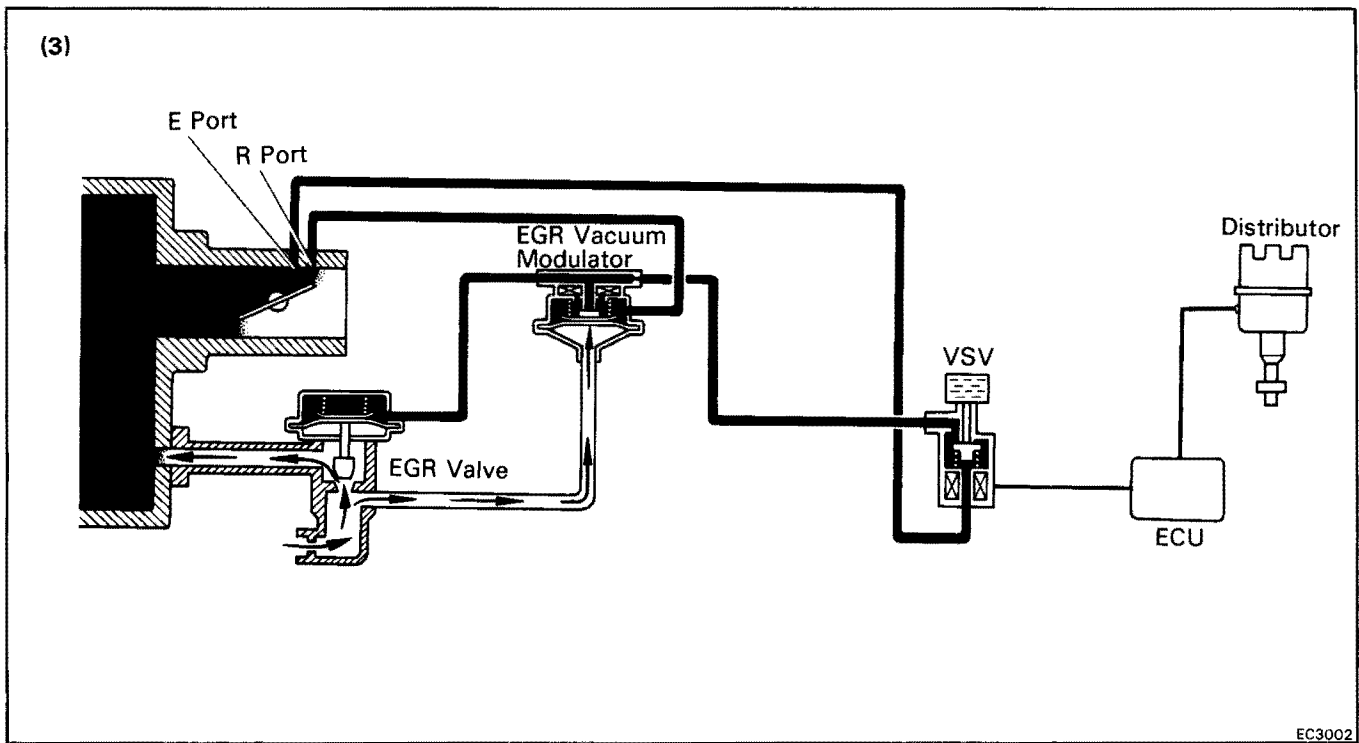 (3)
E Port
R Port
EGR Vacuum
Modulator
Distributor
VSV
EGR Valve
ECU
EC3002